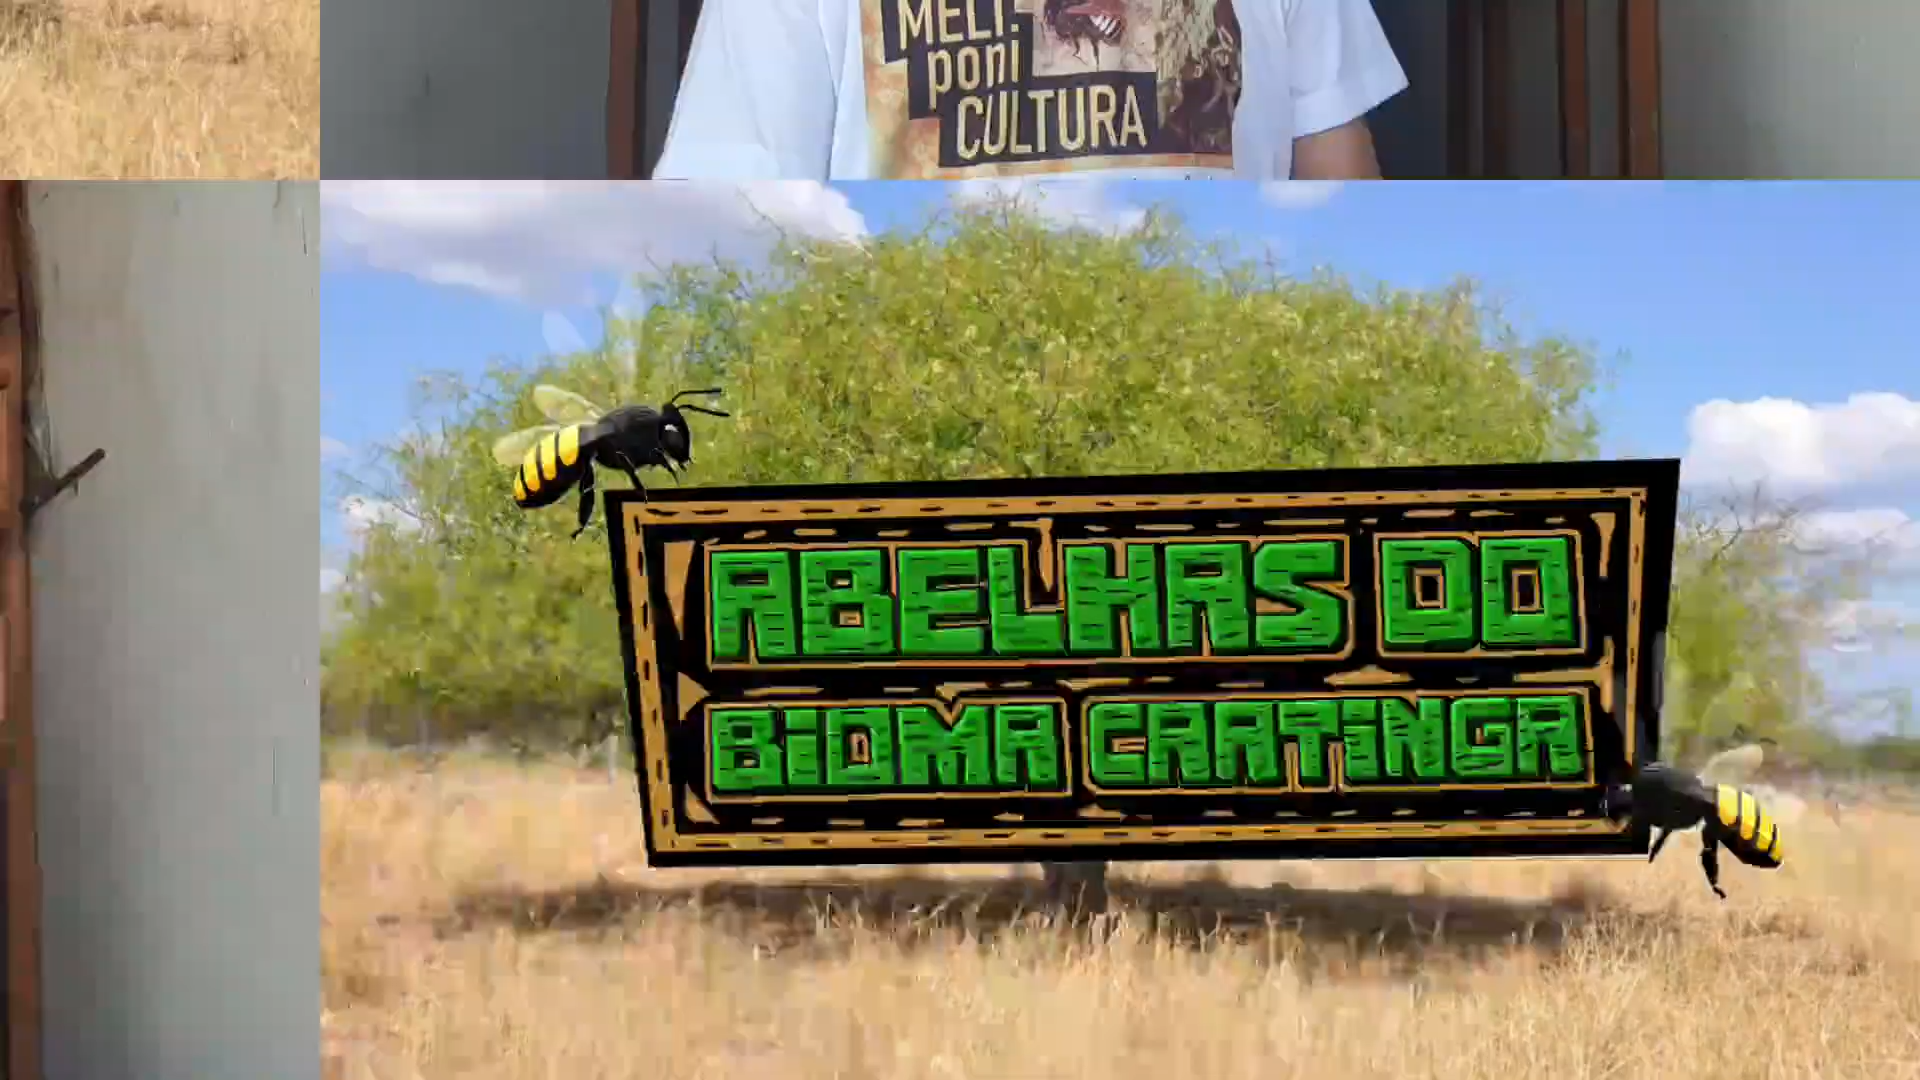 MELI.
poni
CULTURA
ABELHAS DO
BiOMA CAATiNGA